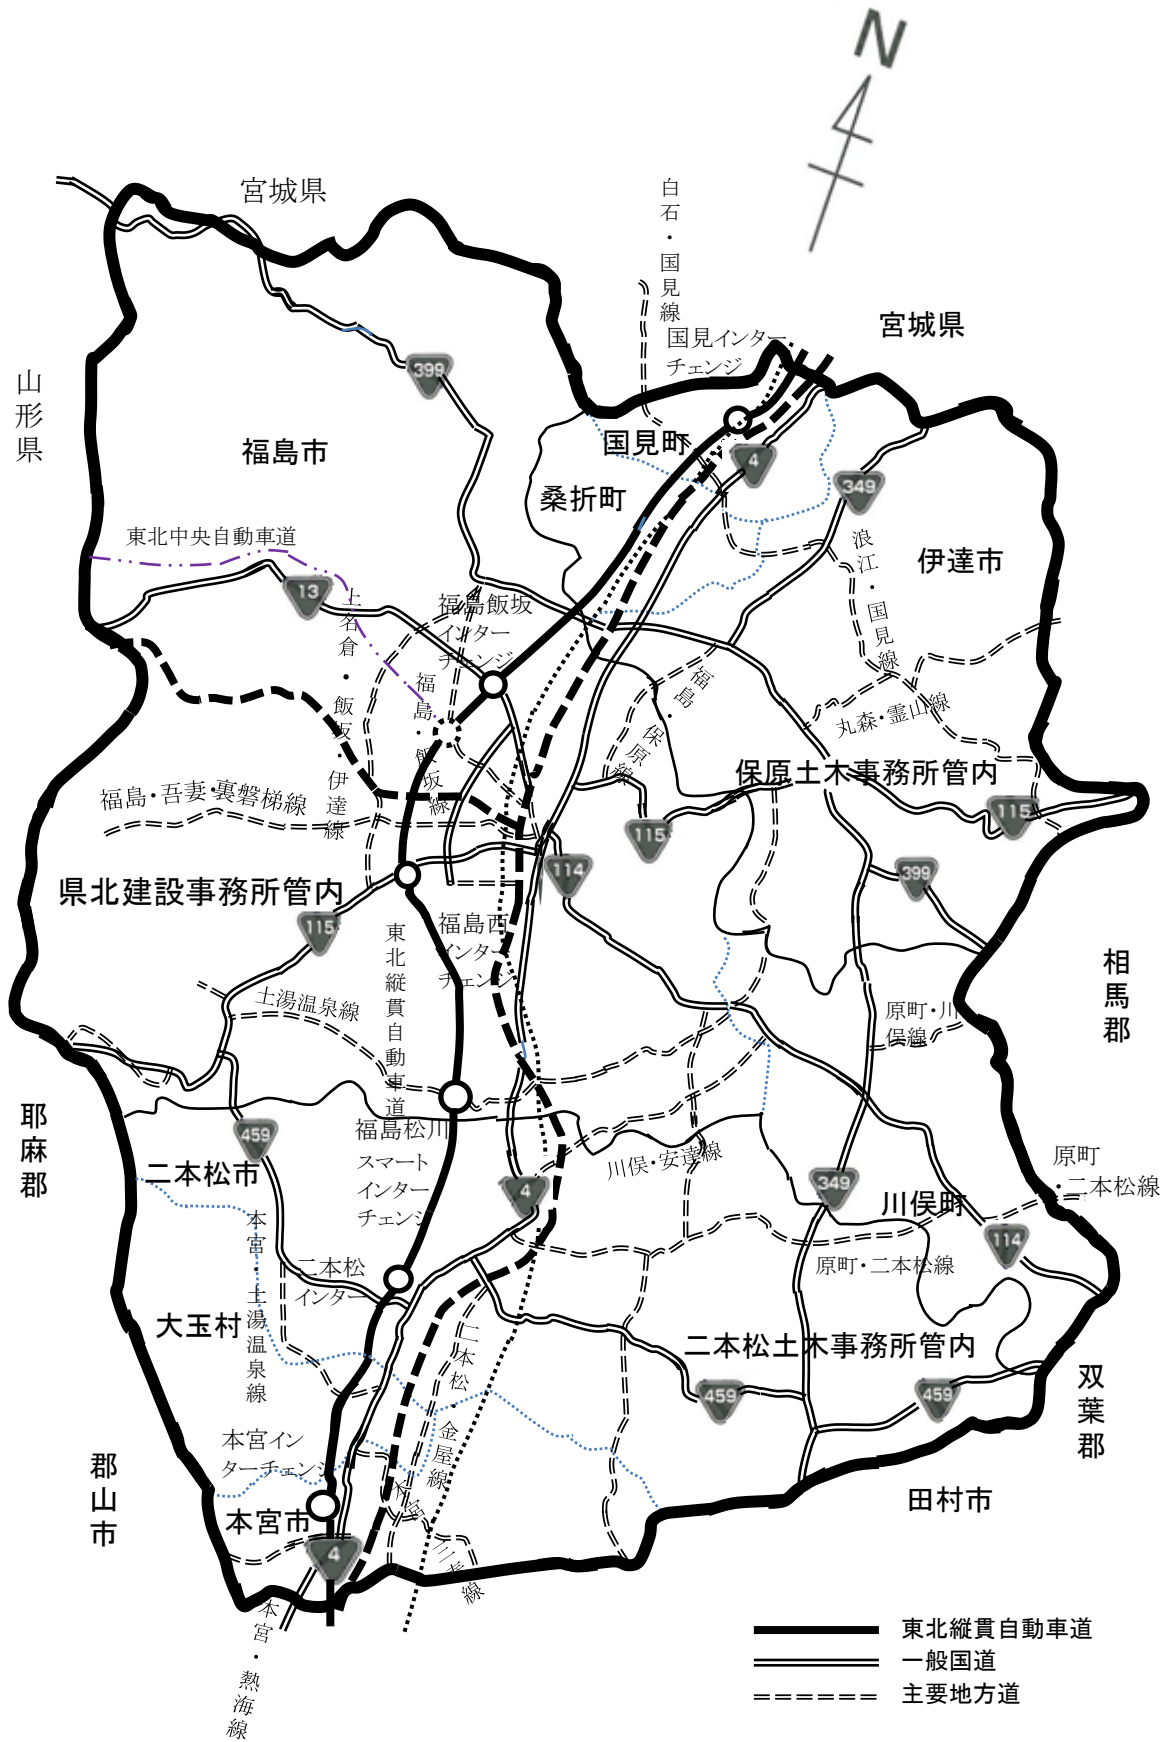 N
宮城県
白石・国見線
国見インター
チェンジ
宮城県
山形県
399
福島市
国見町
4
349
桑折町
浪江・国見線
伊達市
東北中央自動車道
13
上名倉・飯坂・伊達線
福島飯坂
インター
チェンジ
福島・飯坂線
福島・保原線
丸森・霊山線
保原土木事務所管内
福島・吾妻・裏磐梯線
115
115
114
399
県北建設事務所管内
115
福島西
インター
チェンジ
東北縦貫自動車道
土湯温泉線
相馬郡
原町・川
俣線
耶麻郡
福島松川
スマート
インター
チェンジ
459
二本松市
川俣・安達線
原町
・二本松線
4
349
川俣町
114
本宮・土湯温泉線
二本松
インター
原町・二本松線
大玉村
二本松・金屋線
二本松土木事務所管内
459
459
双葉郡
本宮イン
ターチェンジ
郡山市
本宮・三春線
田村市
本宮市
4
本宮・熱海線
東北縦貫自動車道
一般国道
主要地方道